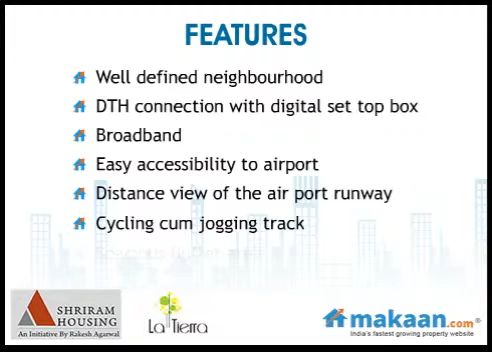 FEATURES
Well defined neighbourhood
DTH connection with digital set top box
Broadband
Easy accessibility to airport
Distance view of the air port runway
Cycling cum jogging track
SHRIRAM
HOUSING
An Initiative By Rakesh Agarwal
La Tierra
makaan.com®
India's fastest growing property website